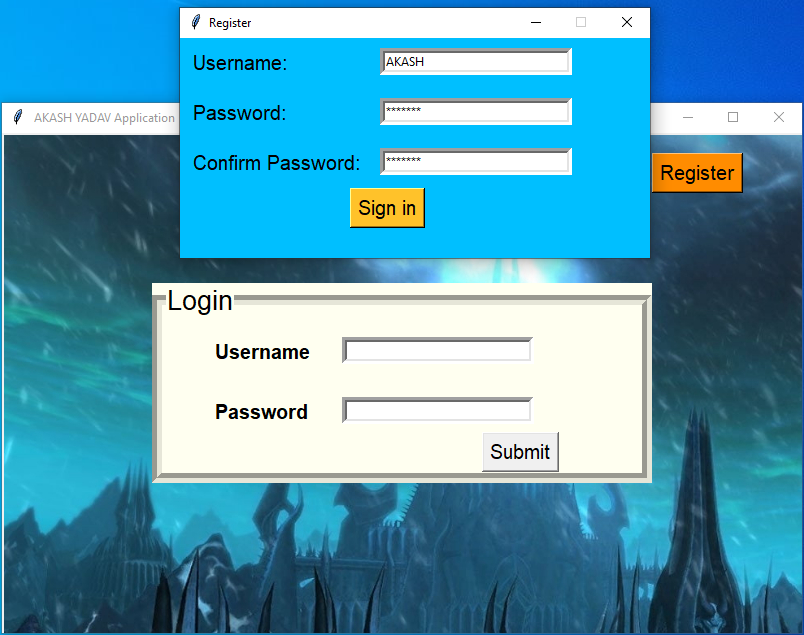 Register
Username: AKASH
Password: *******
Confirm Password: *******
Sign in
AKASH YADAV Application
Register
Login
Username
Password
Submit